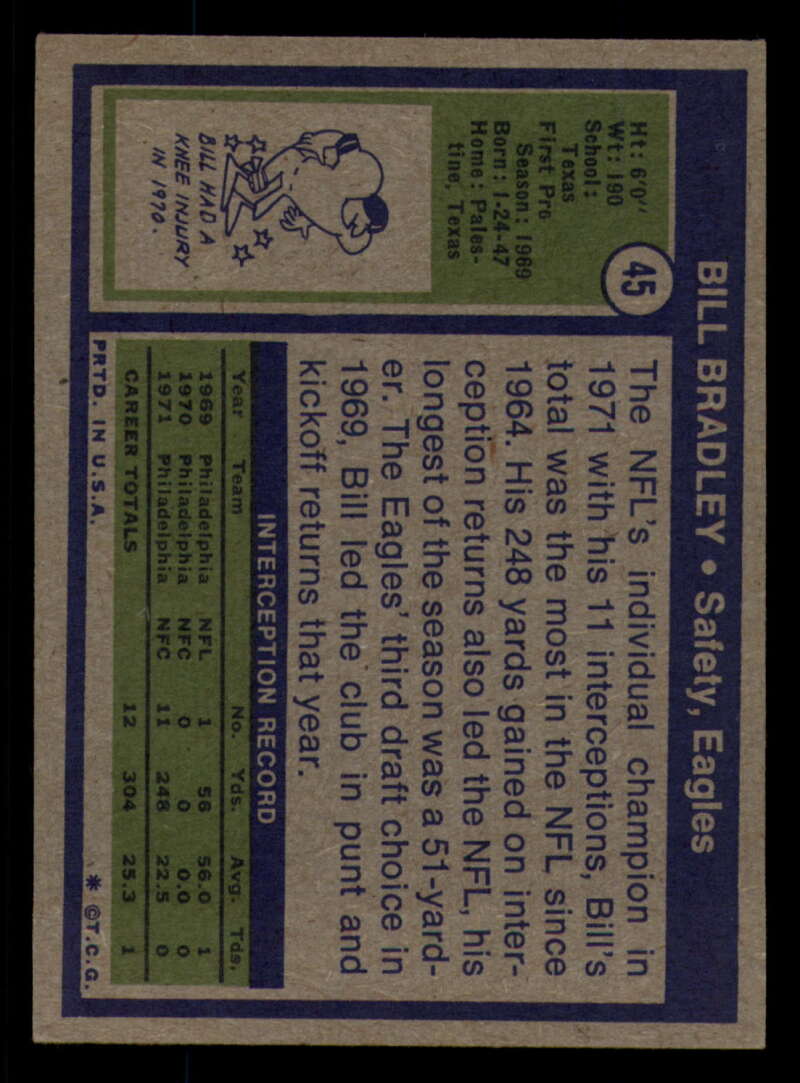 BILL BRADLEY • Safety, Eagles
45
Ht: 6'0"
Wt: 190
School:
Texas
First Pro
Season: 1969
Born: 1-24-47
Home: Pales-
tine, Texas
BILL HAD A
KNEE INJURY
IN 1970.
The NFL's individual champion in
1971 with his 11 interceptions, Bill's
total was the most in the NFL since
1964. His 248 yards gained on inter-
ception returns also led the NFL, his
longest of the season was a 51-yard-
er. The Eagles' third draft choice in
1969, Bill led the club in punt and
kickoff returns that year.
INTERCEPTION RECORD
Year Team No. Yds. Avg. Tds.
1969 Philadelphia NFL 1 56 56.0 1
1970 Philadelphia NFC 0 0 0.0 0
1971 Philadelphia NFC 11 248 22.5 0
CAREER TOTALS 12 304 25.3 1
PRTD. IN U.S.A. * ©T.C.G.